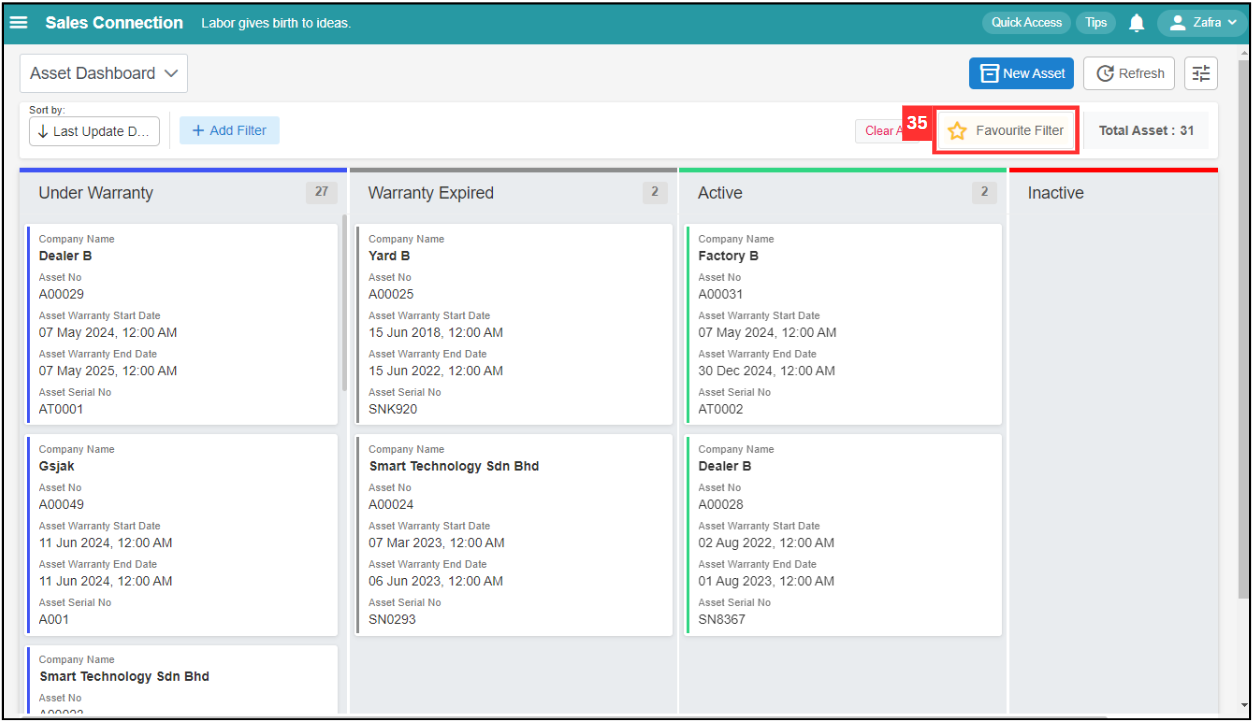 Sales Connection Labor gives birth to ideas. Quick Access Tips Zafra
Asset Dashboard New Asset Refresh
Sort by:
Last Update D... + Add Filter Clear A 35 Favourite Filter Total Asset : 31
Under Warranty 27
Company Name
Dealer B
Asset No
A00029
Asset Warranty Start Date
07 May 2024, 12:00 AM
Asset Warranty End Date
07 May 2025, 12:00 AM
Asset Serial No
AT0001
Company Name
Gsjak
Asset No
A00049
Asset Warranty Start Date
11 Jun 2024, 12:00 AM
Asset Warranty End Date
11 Jun 2024, 12:00 AM
Asset Serial No
A001
Company Name
Smart Technology Sdn Bhd
Asset No
Warranty Expired 2
Company Name
Yard B
Asset No
A00025
Asset Warranty Start Date
15 Jun 2018, 12:00 AM
Asset Warranty End Date
15 Jun 2022, 12:00 AM
Asset Serial No
SNK920
Company Name
Smart Technology Sdn Bhd
Asset No
A00024
Asset Warranty Start Date
07 Mar 2023, 12:00 AM
Asset Warranty End Date
06 Jun 2023, 12:00 AM
Asset Serial No
SN0293
Active 2
Company Name
Factory B
Asset No
A00031
Asset Warranty Start Date
07 May 2024, 12:00 AM
Asset Warranty End Date
30 Dec 2024, 12:00 AM
Asset Serial No
AT0002
Company Name
Dealer B
Asset No
A00028
Asset Warranty Start Date
02 Aug 2022, 12:00 AM
Asset Warranty End Date
01 Aug 2023, 12:00 AM
Asset Serial No
SN8367
Inactive